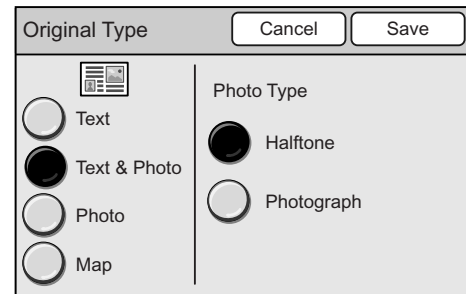 Original Type
Cancel
Save
Text
Text & Photo
Photo
Map
Photo Type
Halftone
Photograph